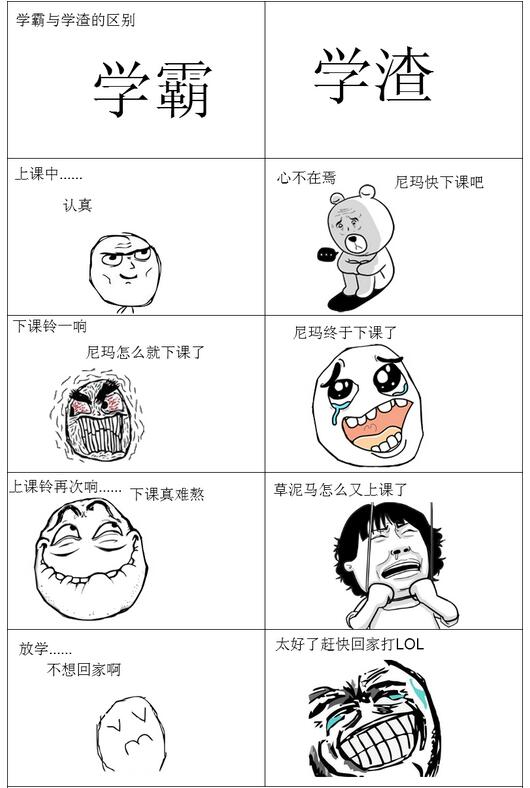 学霸与学渣的区别
学霸
学渣
上课中......
认真
心不在焉
尼玛快下课吧
...
下课铃一响
尼玛怎么就下课了
尼玛终于下课了
上课铃再次响......
下课真难熬
草泥马怎么又上课了
放学......
不想回家啊
太好了赶快回家打LOL